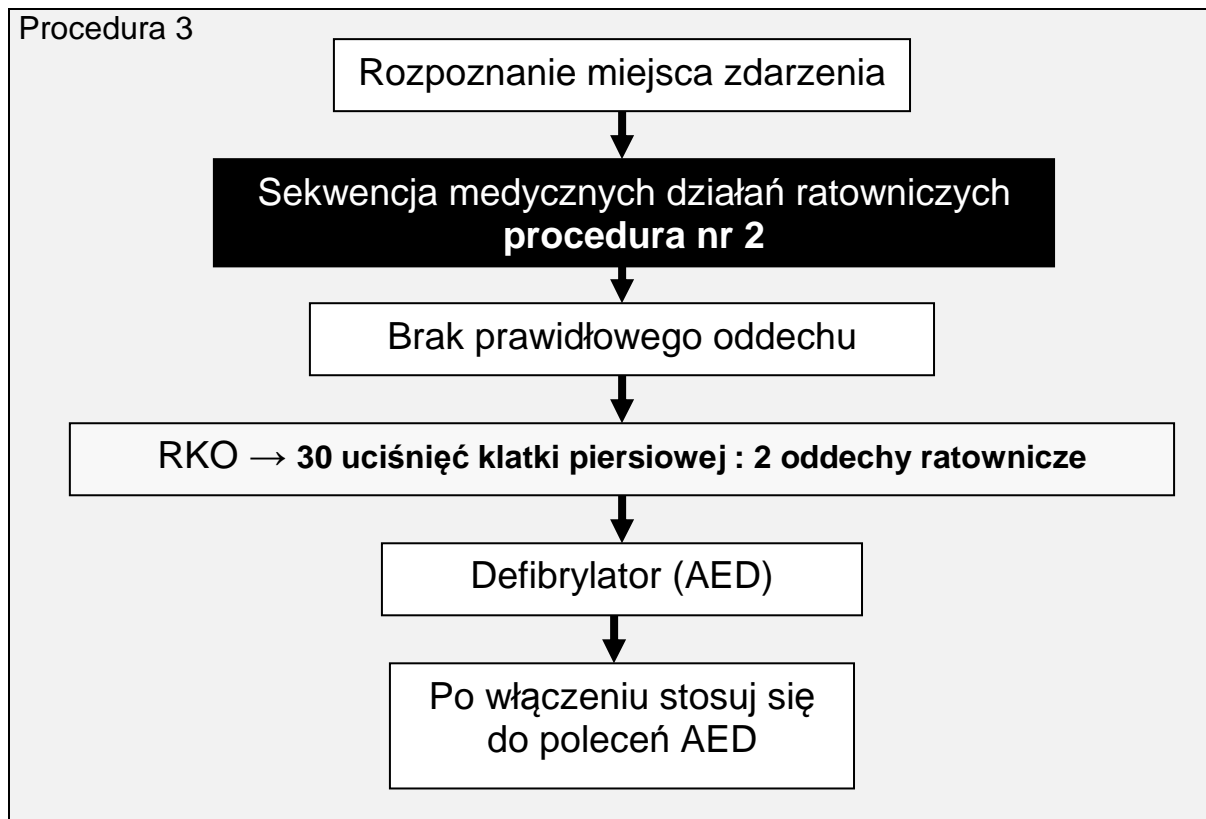 Procedura 3
Rozpoznanie miejsca zdarzenia
Sekwencja medycznych działań ratowniczych
procedura nr 2
Brak prawidłowego oddechu
RKO → 30 uciśnięć klatki piersiowej : 2 oddechy ratownicze
Defibrylator (AED)
Po włączeniu stosuj się
do poleceń AED